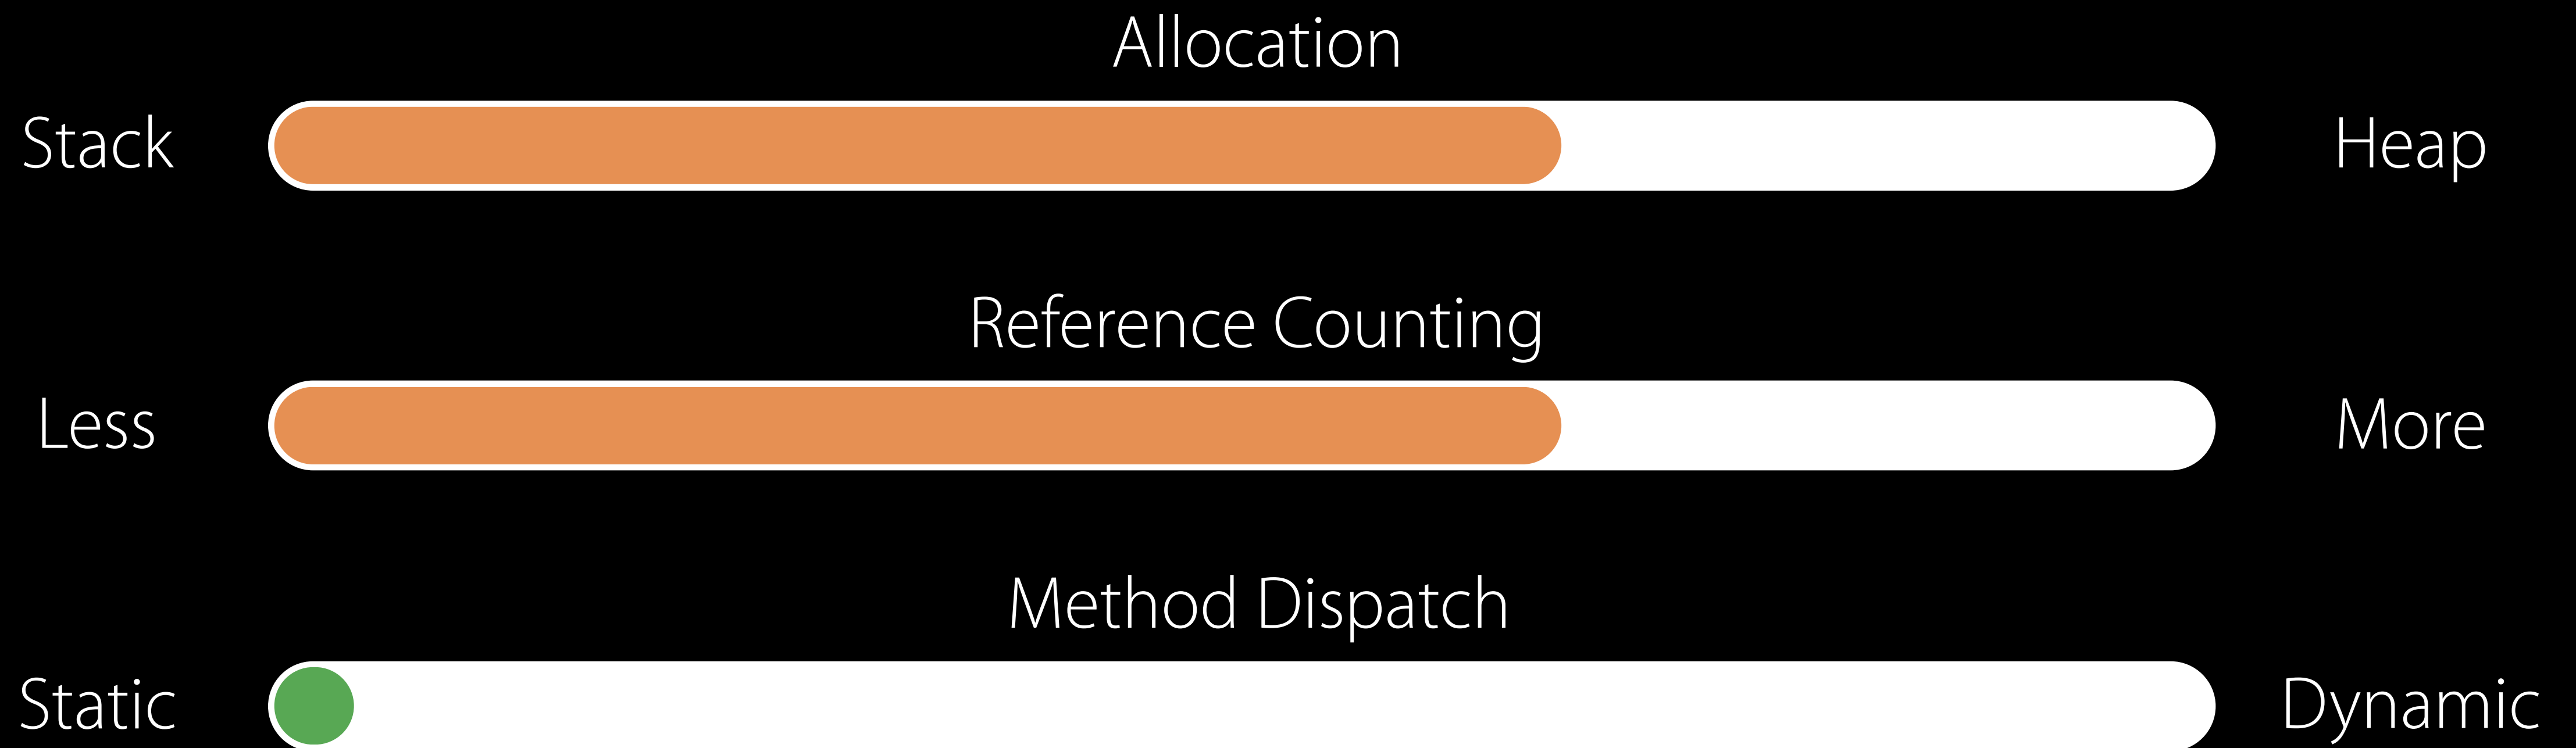 Allocation
Stack Heap
Reference Counting
Less More
Method Dispatch
Static Dynamic